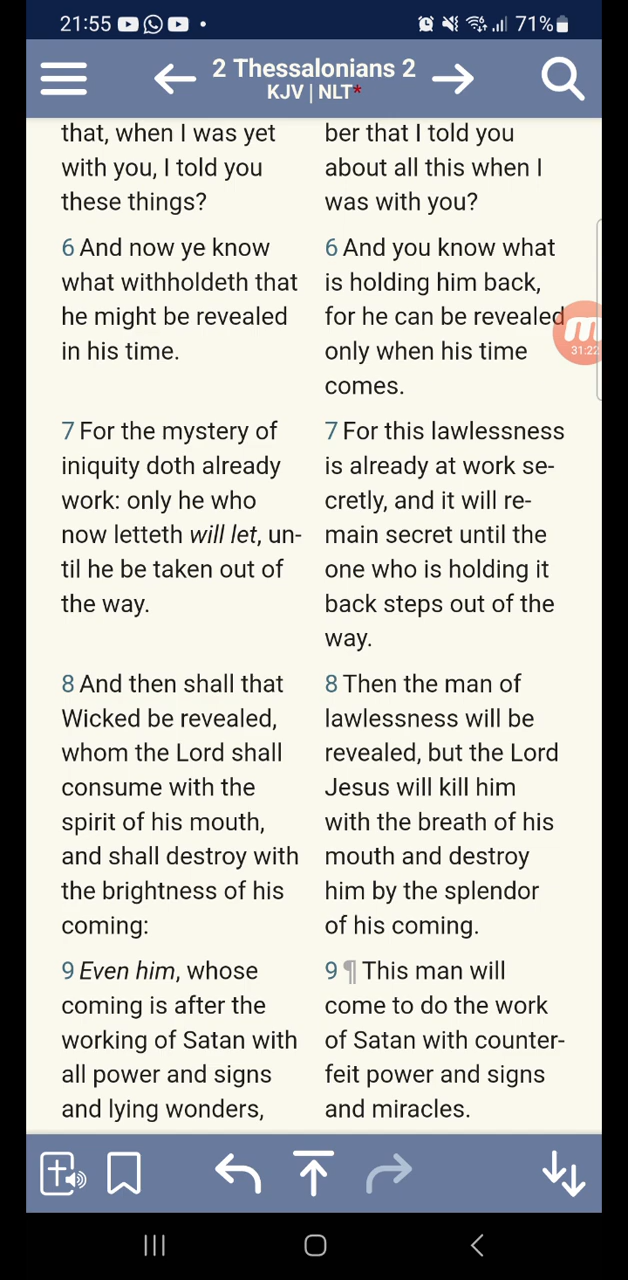 21:55
71%
2 Thessalonians 2
KJV | NLT*
that, when I was yet
with you, I told you
these things?
6 And now ye know
what withholdeth that
he might be revealed
in his time.
7 For the mystery of
iniquity doth already
work: only he who
now letteth will let, un-
til he be taken out of
the way.
8 And then shall that
Wicked be revealed,
whom the Lord shall
consume with the
spirit of his mouth,
and shall destroy with
the brightness of his
coming:
9 Even him, whose
coming is after the
working of Satan with
all power and signs
and lying wonders,
ber that I told you
about all this when I
was with you?
6 And you know what
is holding him back,
for he can be revealed
only when his time
comes.
7 For this lawlessness
is already at work se-
cretly, and it will re-
main secret until the
one who is holding it
back steps out of the
way.
8 Then the man of
lawlessness will be
revealed, but the Lord
Jesus will kill him
with the breath of his
mouth and destroy
him by the splendor
of his coming.
9 ¶ This man will
come to do the work
of Satan with counter-
feit power and signs
and miracles.
m
31:22